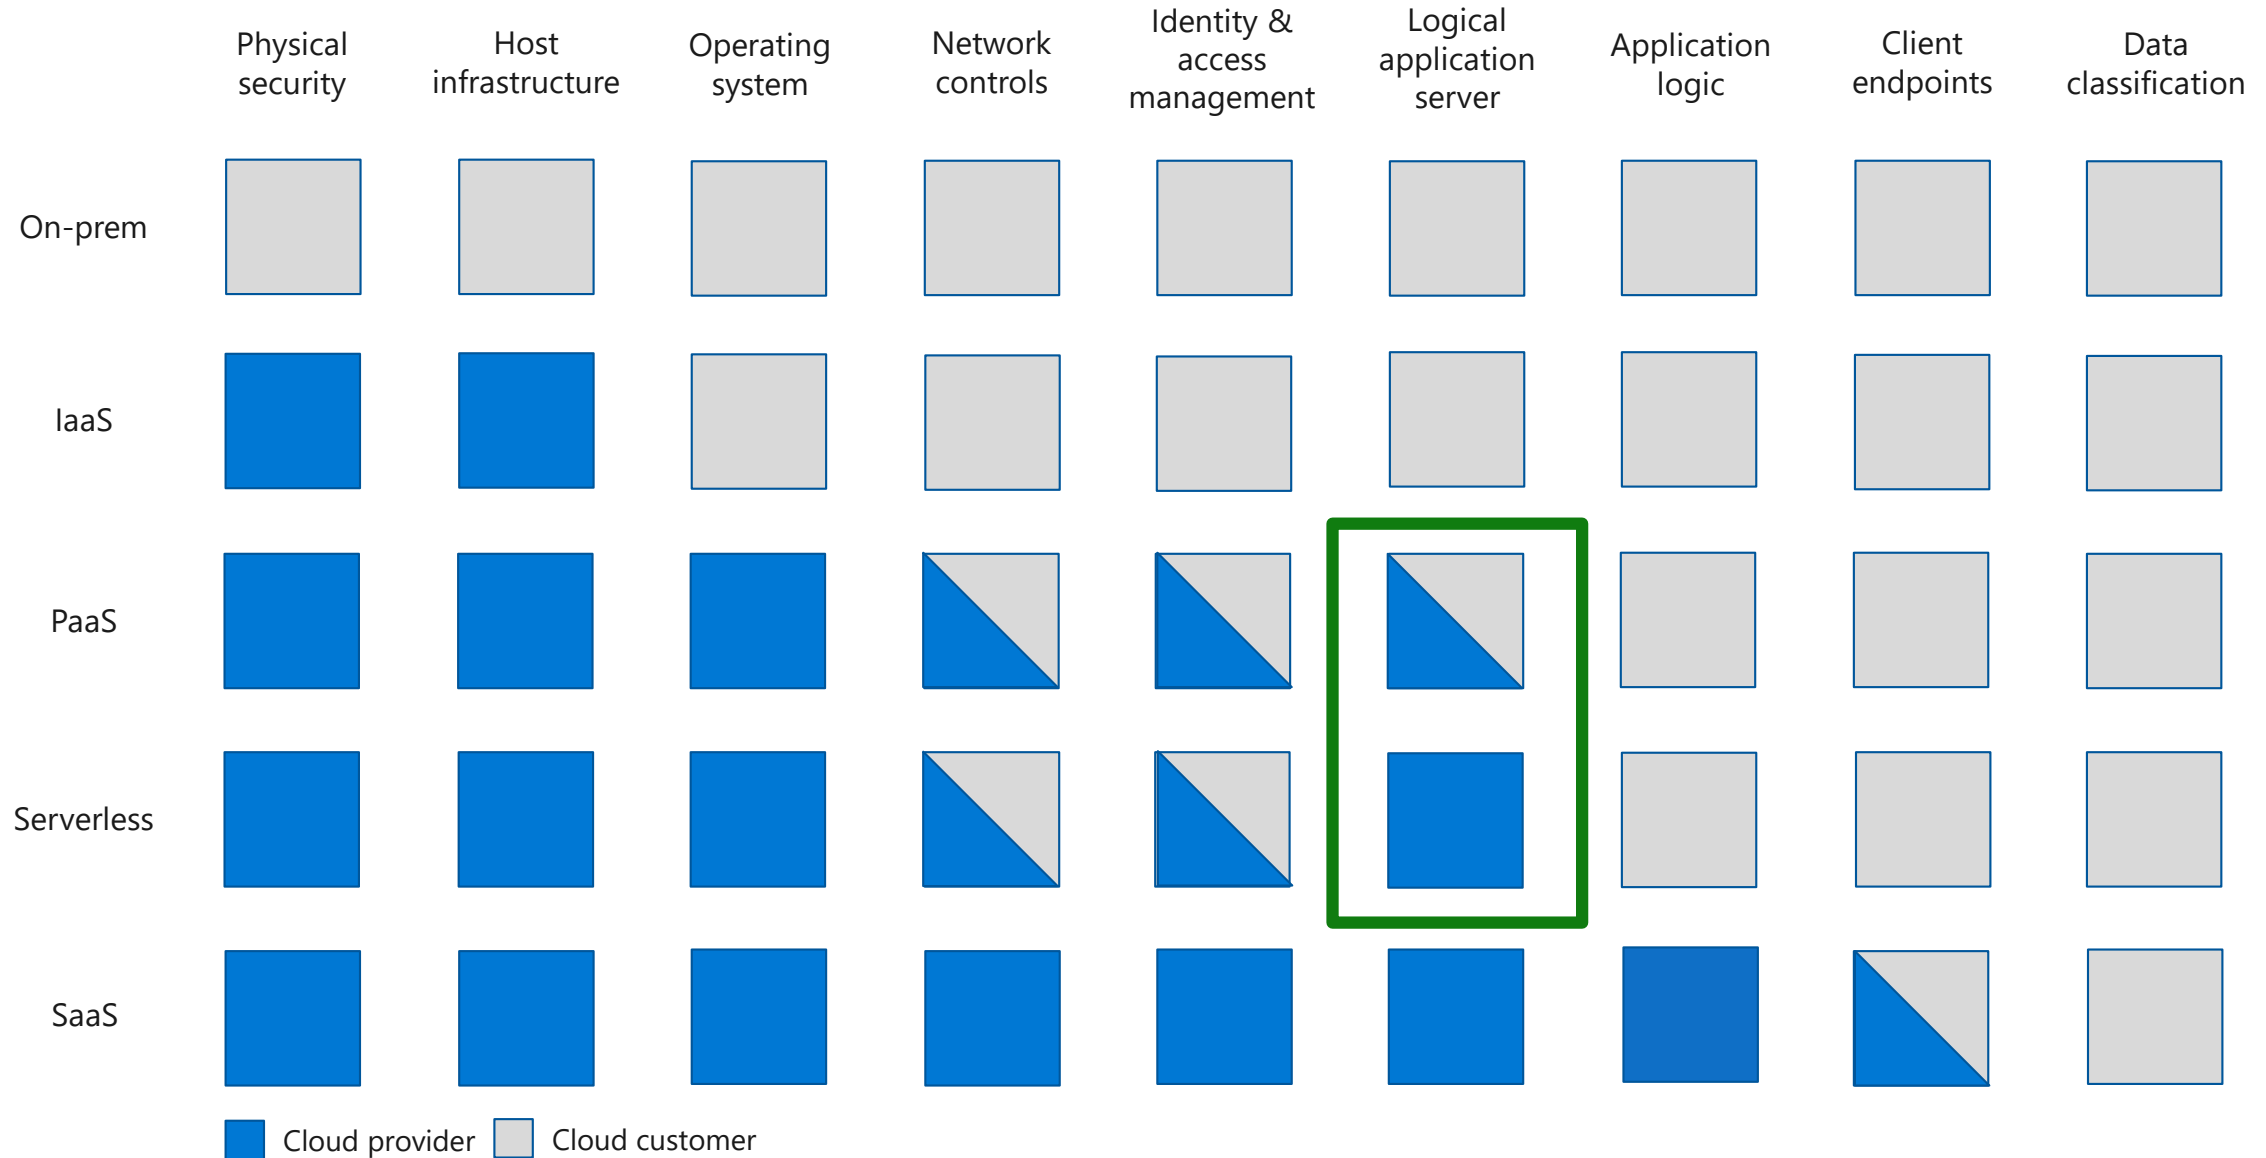 Physical
security
Host
infrastructure
Operating
system
Network
controls
Identity &
access
management
Logical
application
server
Application
logic
Client
endpoints
Data
classification
On-prem
IaaS
PaaS
Serverless
SaaS
Cloud provider
Cloud customer